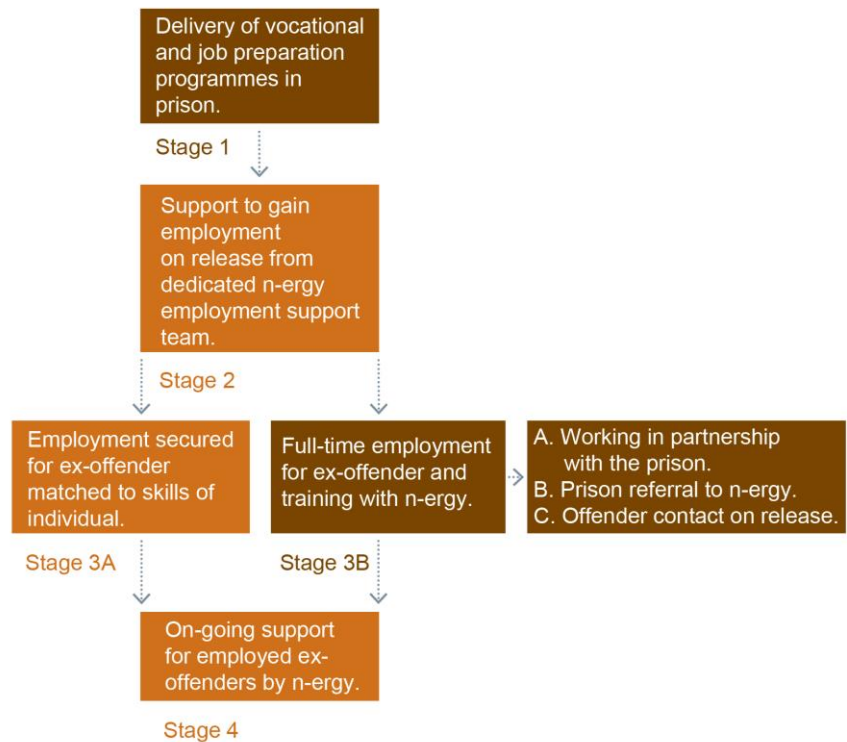 Delivery of vocational
and job preparation
programmes in
prison.
Stage 1
Support to gain
employment
on release from
dedicated n-ergy
employment support
team.
Stage 2
Employment secured
for ex-offender
matched to skills of
individual.
Stage 3A
Full-time employment
for ex-offender and
training with n-ergy.
Stage 3B
A. Working in partnership
with the prison.
B. Prison referral to n-ergy.
C. Offender contact on release.
On-going support
for employed ex-
offenders by n-ergy.
Stage 4